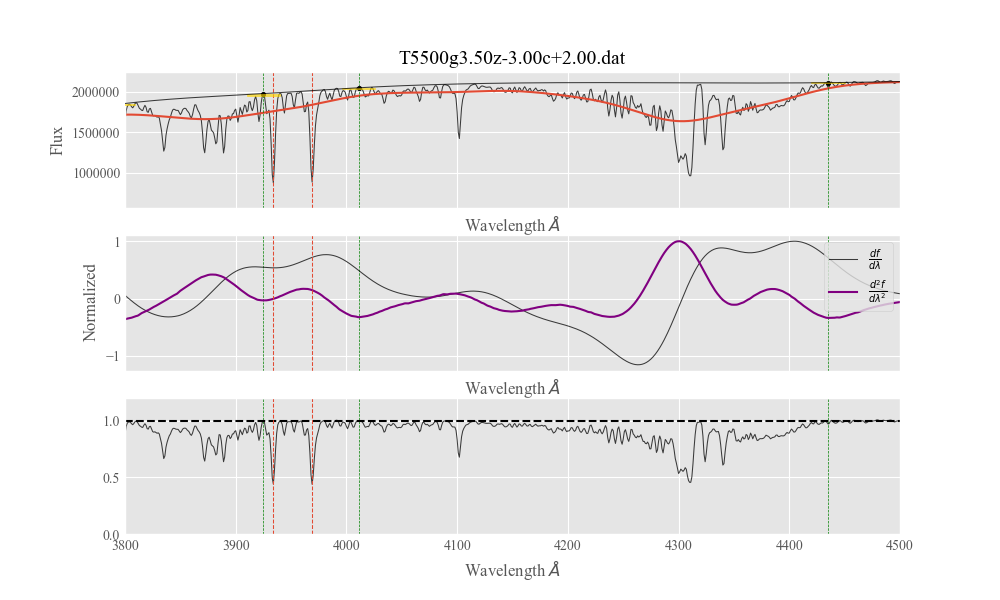 T5500g3.50z-3.00c+2.00.dat
Flux
2000000
1500000
1000000
Wavelength Å
Normalized
1
0
−1
df/dλ
d²f/dλ²
Wavelength Å
1.0
0.5
0.0
3800 3900 4000 4100 4200 4300 4400 4500
Wavelength Å